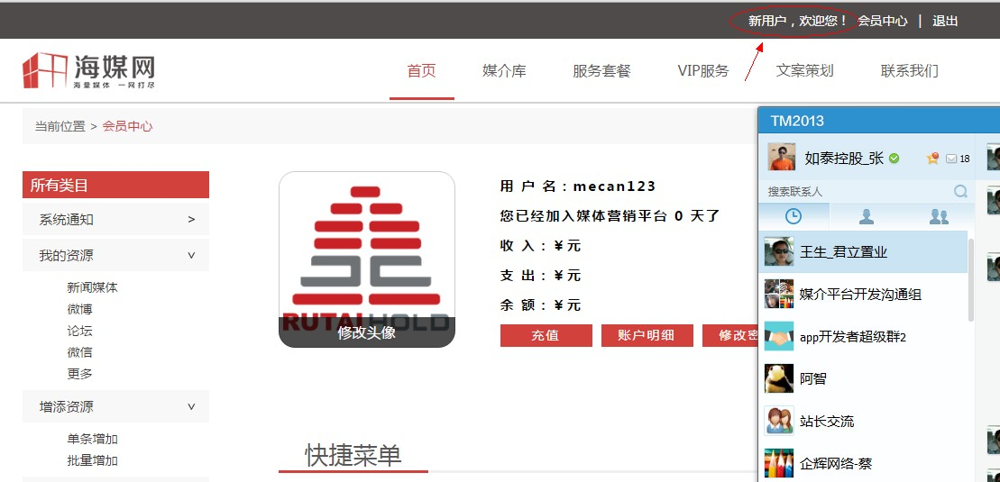 新用户，欢迎您！ 会员中心 | 退出
海媒网
海量媒体 一网打尽
首页 媒介库 服务套餐 VIP服务 文案策划 联系我们
当前位置 > 会员中心
所有类目
系统通知 >
我的资源 v
新闻媒体
微博
论坛
微信
更多
增添资源 v
单条增加
批量增加
RUTAI HOLD
修改头像
用 户 名：mecan123
您已经加入媒体营销平台 0 天了
收 入：¥元
支 出：¥元
余 额：¥元
充值 账户明细 修改密
快捷菜单
TM2013
如泰控股_张 18
搜索联系人
王生_君立置业
媒介平台开发沟通组
app开发者超级群2
阿智
站长交流
企辉网络-蔡